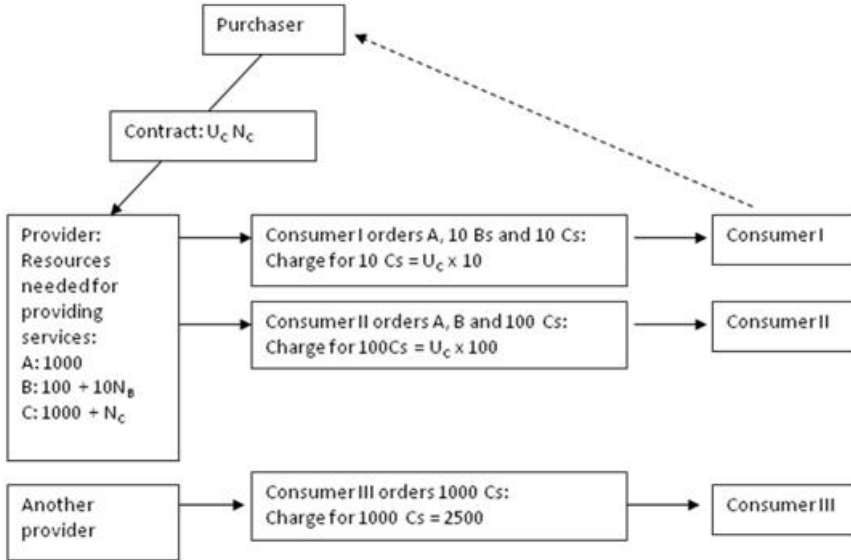 Purchaser
Contract: U_C N_C
Provider:
Resources
needed for
providing
services:
A: 1000
B: 100 + 10N_B
C: 1000 + N_C
Consumer I orders A, 10 Bs and 10 Cs:
Charge for 10 Cs = U_C x 10
Consumer I
Consumer II orders A, B and 100 Cs:
Charge for 100Cs = U_C x 100
Consumer II
Another
provider
Consumer III orders 1000 Cs:
Charge for 1000 Cs = 2500
Consumer III